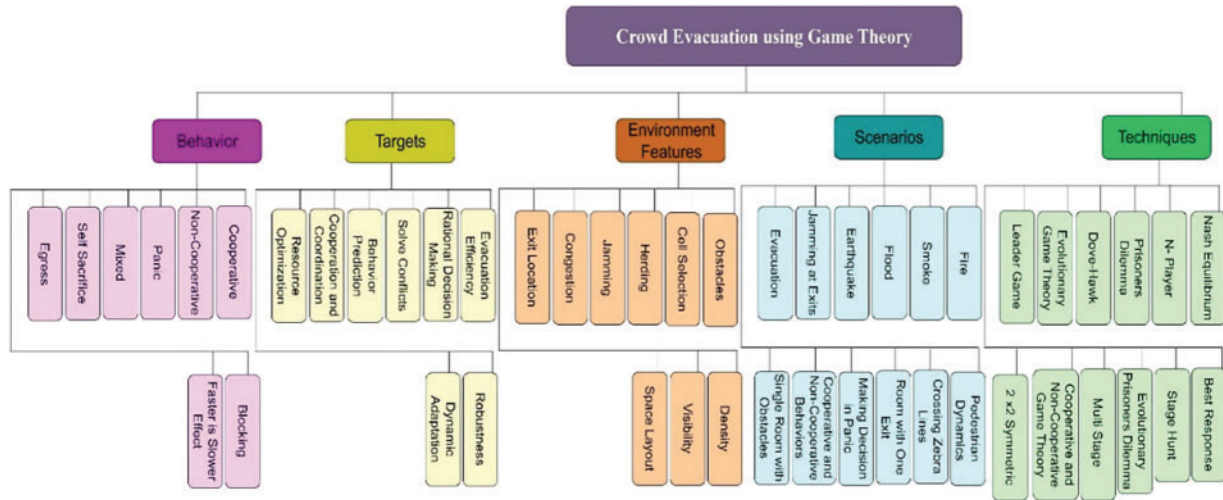 Crowd Evacuation using Game Theory
Behavior
Targets
Environment
Features
Scenarios
Techniques
Egress
Self Sacrifice
Mixed
Panic
Non-Cooperative
Cooperative
Resource
Optimization
Cooperation and
Coordination
Behavior
Prediction
Solve Conflicts
Rational Decision
Making
Evacuation
Efficiency
Exit Location
Congestion
Jamming
Herding
Cell Selection
Obstacles
Evacuation
Jamming at Exits
Earthquake
Flood
Smoke
Fire
Leader Game
Evolutionary
Game Theory
Dove-Hawk
Prisoners
Dilemma
N- Player
Nash Equilibrum
Faster is Slower
Effect
Blocking
Dynamic
Adaptation
Robustness
Space Layout
Visibility
Density
Single Room with
Obstacles
Cooperative and
Non-Cooperative
Behaviors
Making Decision
in Panic
Room with One
Exit
Crossing Zebra
Lines
Pedestrian
Dynamics
2 x2 Symmetric
Cooperative and
Non-Cooperative
Game Theory
Multi Stage
Evolutionary
Prisoners Dilemma
Stage Hunt
Best Response